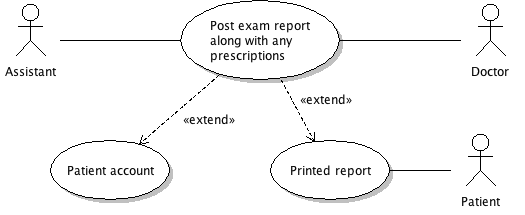 Post exam report
along with any
prescriptions
Assistant
Doctor
«extend»
«extend»
Patient account
Printed report
Patient